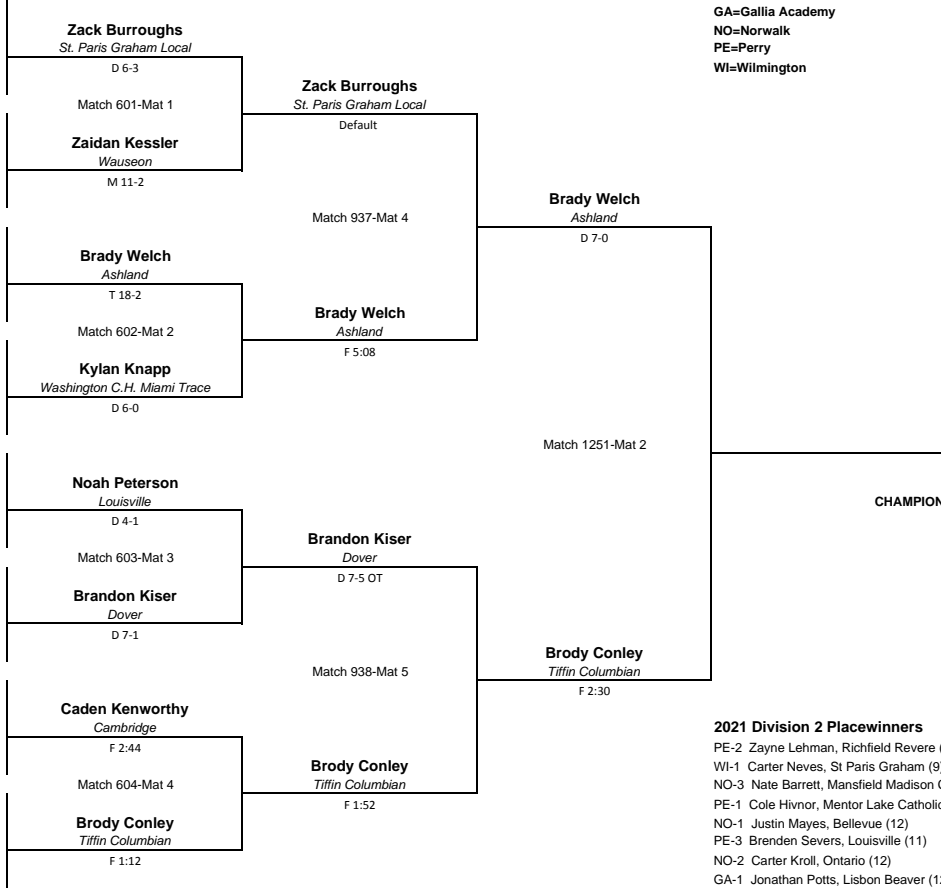 GA=Gallia Academy
NO=Norwalk
PE=Perry
WI=Wilmington
Zack Burroughs
St. Paris Graham Local
D 6-3
Match 601-Mat 1
Zaidan Kessler
Wauseon
M 11-2
Brady Welch
Ashland
T 18-2
Match 602-Mat 2
Kylan Knapp
Washington C.H. Miami Trace
D 6-0
Noah Peterson
Louisville
D 4-1
Match 603-Mat 3
Brandon Kiser
Dover
D 7-1
Caden Kenworthy
Cambridge
F 2:44
Match 604-Mat 4
Brody Conley
Tiffin Columbian
F 1:12
Zack Burroughs
St. Paris Graham Local
Default
Match 937-Mat 4
Brady Welch
Ashland
F 5:08
Brandon Kiser
Dover
D 7-5 OT
Match 938-Mat 5
Brody Conley
Tiffin Columbian
F 1:52
Brady Welch
Ashland
D 7-0
Match 1251-Mat 2
Brody Conley
Tiffin Columbian
F 2:30
CHAMPION
2021 Division 2 Placewinners
PE-2 Zayne Lehman, Richfield Revere (
WI-1 Carter Neves, St Paris Graham (9)
NO-3 Nate Barrett, Mansfield Madison
PE-1 Cole Hivnor, Mentor Lake Catholic
NO-1 Justin Mayes, Bellevue (12)
PE-3 Brenden Severs, Louisville (11)
NO-2 Carter Kroll, Ontario (12)
GA-1 Jonathan Potts, Lisbon Beaver